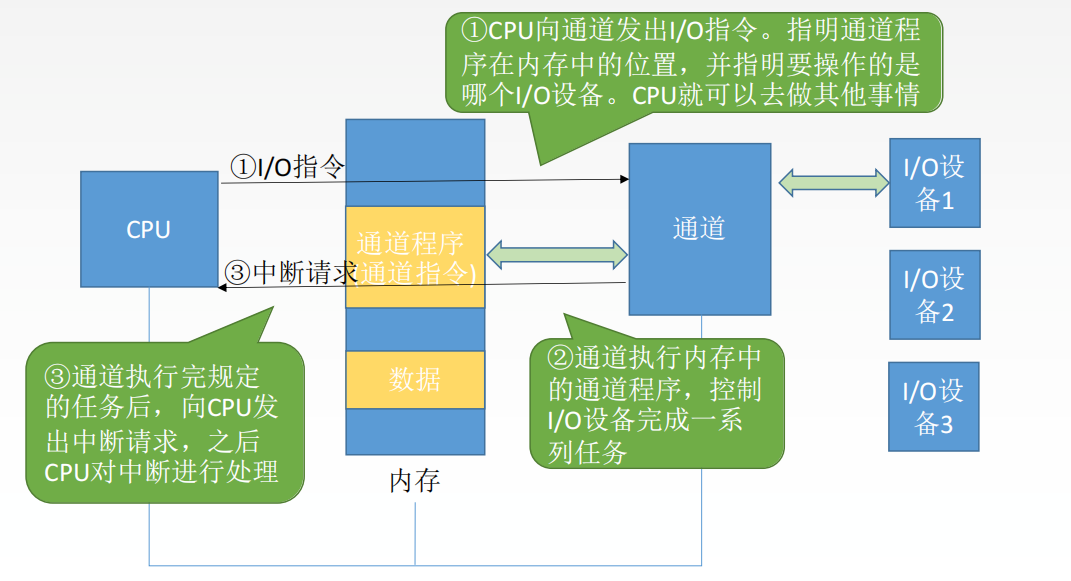 ①CPU向通道发出I/O指令。指明通道程
序在内存中的位置，并指明要操作的是
哪个I/O设备。CPU就可以去做其他事情
①I/O指令
CPU
通道程序
(通道指令)
③中断请求
数据
内存
通道
I/O设
备1
I/O设
备2
I/O设
备3
②通道执行内存中
的通道程序，控制
I/O设备完成一系
列任务
③通道执行完规定
的任务后，向CPU发
出中断请求，之后
CPU对中断进行处理